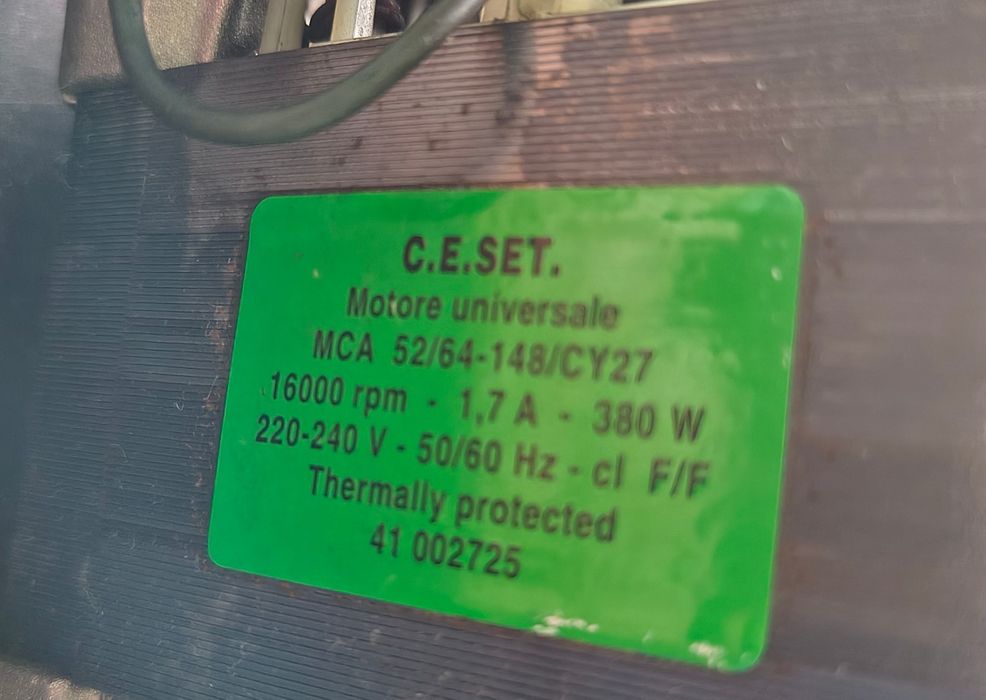 C.E.SET.
Motore universale
MCA 52/64-148/CY27
16000 rpm - 1,7 A - 380 W
220-240 V - 50/60 Hz - cl F/F
Thermally protected
41 002725